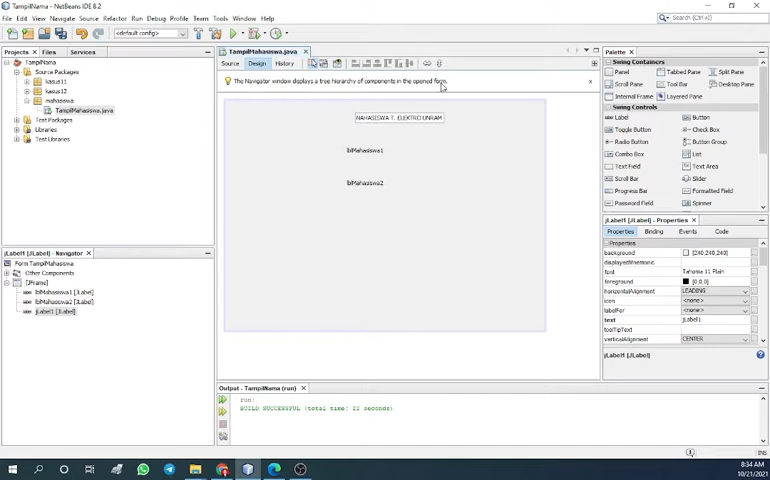 TampilNama - NetBeans IDE 8.2
File Edit View Navigate Source Refactor Run Debug Profile Team Tools Window Help
Search (Ctrl+I)
<default config>
Projects Files Services
TampilNama
Source Packages
kasus11
kasus12
mahasiswa
TampilMahasiswa.java
Test Packages
Libraries
Test Libraries
jLabel1 [JLabel] - Navigator
Form TampilMahasiswa
Other Components
[JFrame]
lblMahasiswa1 [JLabel]
lblMahasiswa2 [JLabel]
jLabel1 [JLabel]
TampilMahasiswa.java
Source Design History
The Navigator window displays a tree hierarchy of components in the opened form.
MAHASISWA T. ELEKTRO UNRAM
lblMahasiswa1
lblMahasiswa2
Output - TampilNama (run)
run:
BUILD SUCCESSFUL (total time: 22 seconds)
Palette
Swing Containers
Panel Tabbed Pane Split Pane
Scroll Pane Tool Bar Desktop Pane
Internal Frame Layered Pane
Swing Controls
Label Button
Toggle Button Check Box
Radio Button Button Group
Combo Box List
Text Field Text Area
Scroll Bar Slider
Progress Bar Formatted Field
Password Field Spinner
jLabel1 [JLabel] - Properties
Properties Binding Events Code
Properties
background [240,240,240]
displayedMnemonic
font Tahoma 11 Plain
foreground [0,0,0]
horizontalAlignment LEADING
icon <none>
labelFor <none>
text jLabel1
toolTipText
verticalAlignment CENTER
jLabel1 [JLabel]
INS
8:34 AM
10/21/2021